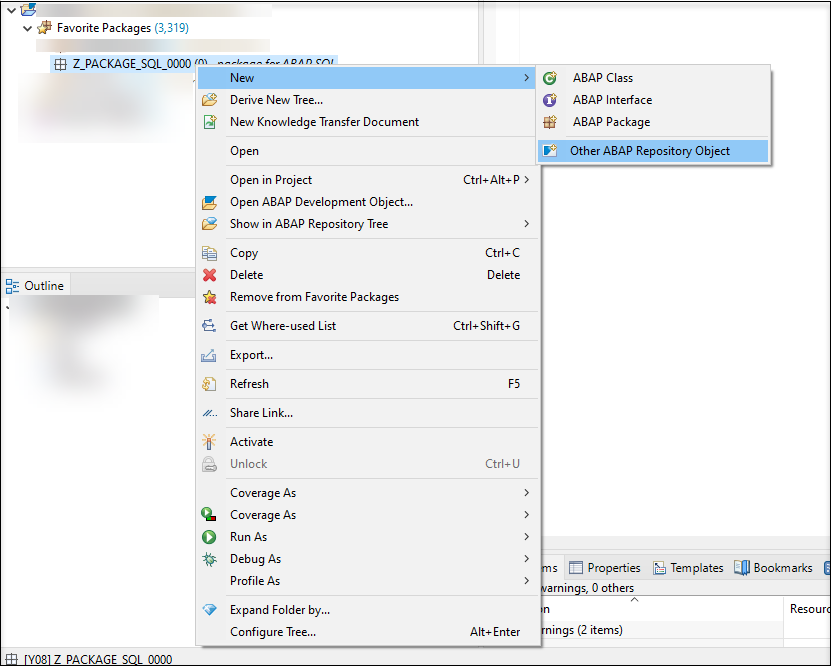 Favorite Packages (3,319)
Z_PACKAGE_SQL_0000 (0) - package for ABAP SQL
New
ABAP Class
Derive New Tree...
ABAP Interface
New Knowledge Transfer Document
ABAP Package
Open
Other ABAP Repository Object
Open in Project Ctrl+Alt+P
Open ABAP Development Object...
Show in ABAP Repository Tree
Copy Ctrl+C
Delete Delete
Outline
Remove from Favorite Packages
Get Where-used List Ctrl+Shift+G
Export...
Refresh F5
Share Link...
Activate
Unlock Ctrl+U
Coverage As
Coverage As
Run As
Debug As
Profile As
ms Properties Templates Bookmarks
warnings, 0 others
Expand Folder by...
on Resourc
Configure Tree... Alt+Enter
rnings (2 items)
[Y08] Z_PACKAGE_SQL_0000